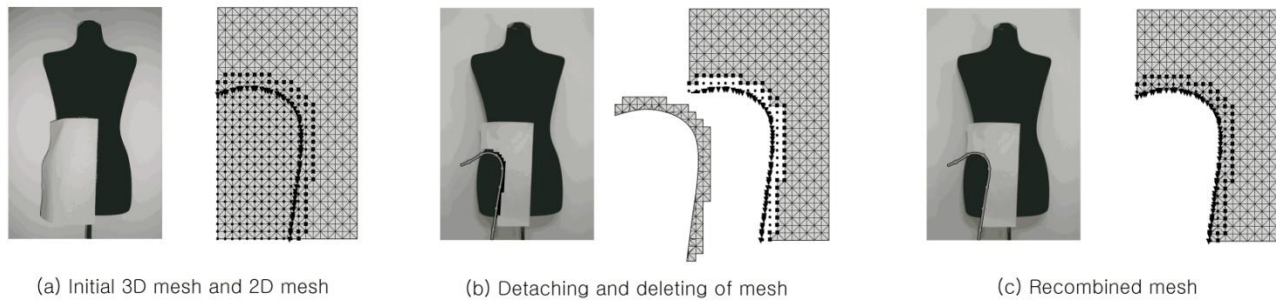 (a) Initial 3D mesh and 2D mesh
(b) Detaching and deleting of mesh
(c) Recombined mesh